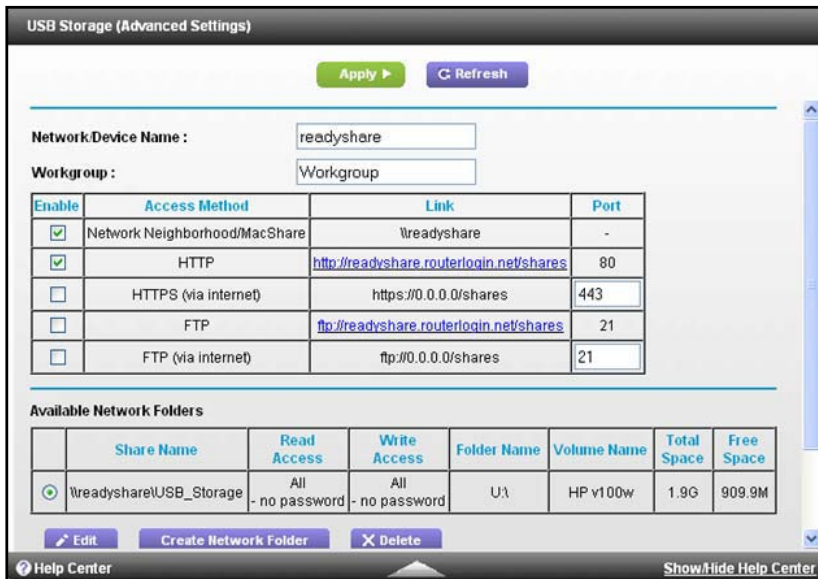 USB Storage (Advanced Settings)
Apply
Refresh
Network/Device Name :
readyshare
Workgroup :
Workgroup
Enable Access Method Link Port
Network Neighborhood/MacShare \\readyshare -
HTTP http://readyshare.routerlogin.net/shares 80
HTTPS (via internet) https://0.0.0.0/shares 443
FTP ftp://readyshare.routerlogin.net/shares 21
FTP (via internet) ftp://0.0.0.0/shares 21
Available Network Folders
Share Name Read Access Write Access Folder Name Volume Name Total Space Free Space
\\readyshare\USB_Storage All - no password All - no password U:\ HP v100w 1.9G 909.9M
Edit
Create Network Folder
Delete
Help Center
Show/Hide Help Center